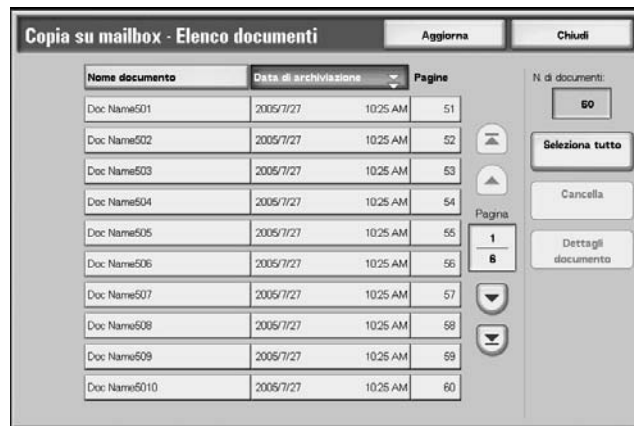 Copia su mailbox - Elenco documenti Aggiorna Chiudi
Nome documento Data di archiviazione Pagine N. di documenti:
60
Doc Name501 2005/7/27 10:25 AM 51
Doc Name502 2005/7/27 10:25 AM 52
Seleziona tutto
Doc Name503 2005/7/27 10:25 AM 53
Doc Name504 2005/7/27 10:25 AM 54
Cancella
Pagina
Doc Name505 2005/7/27 10:25 AM 55
1
6
Dettagli
documento
Doc Name506 2005/7/27 10:25 AM 56
Doc Name507 2005/7/27 10:25 AM 57
Doc Name508 2005/7/27 10:25 AM 58
Doc Name509 2005/7/27 10:25 AM 59
Doc Name5010 2005/7/27 10:25 AM 60